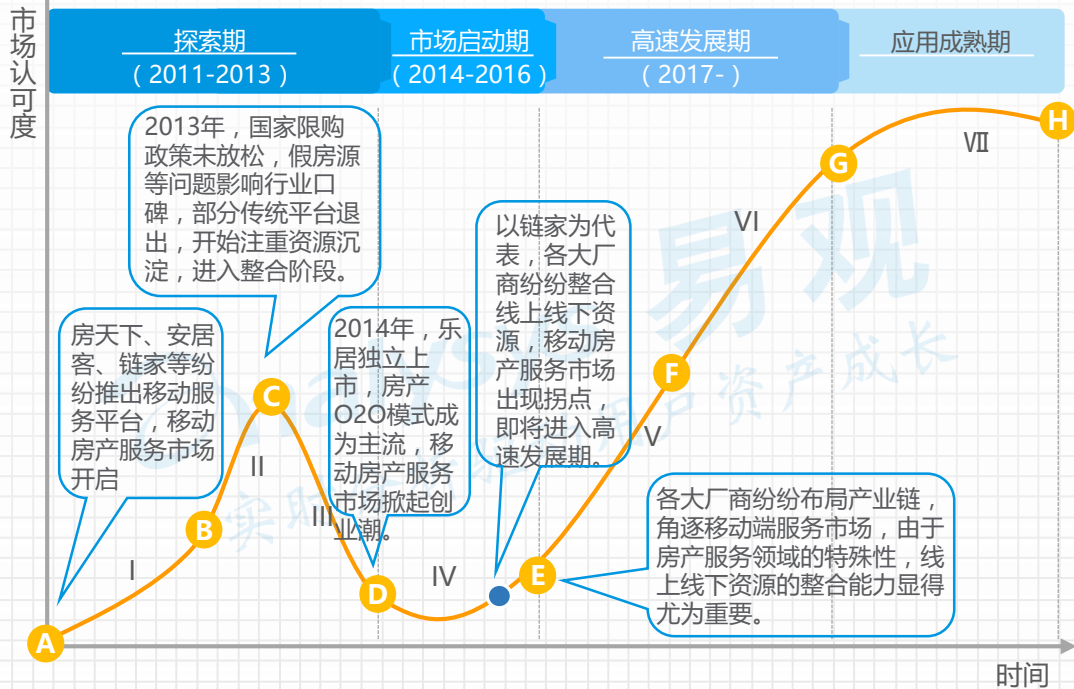 市场认可度
探索期
（2011-2013）
市场启动期
（2014-2016）
高速发展期
（2017-）
应用成熟期
2013年，国家限购
政策未放松，假房源
等问题影响行业口
碑，部分传统平台退
出，开始注重资源沉
淀，进入整合阶段。
以链家为代
表，各大厂
商纷纷整合
线上线下资
源，移动房
产服务市场
出现拐点，
即将进入高
速发展期。
房天下、安居
客、链家等纷
纷推出移动服
务平台，移动
房产服务市场
开启
2014年，乐
居独立上
市，房产
O2O模式成
为主流，移
动房产服务
市场掀起创
业潮。
各大厂商纷纷布局产业链，
角逐移动端服务市场，由于
房产服务领域的特殊性，线
上线下资源的整合能力显得
尤为重要。
A
I
B
II
C
III
D
IV
E
V
F
VI
G
VII
H
时间
易观